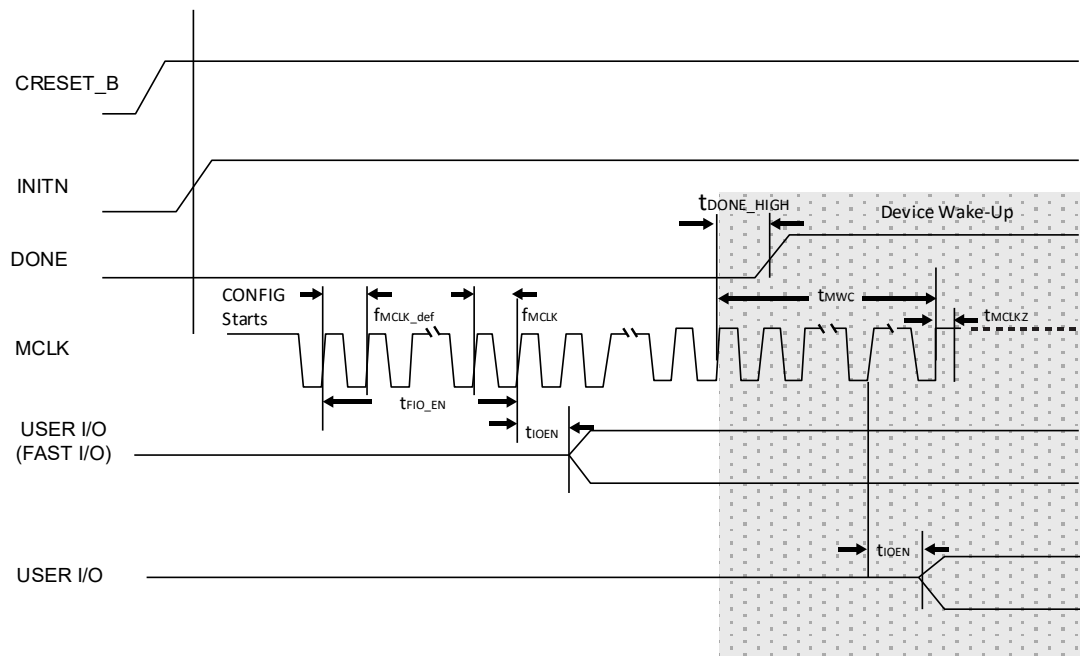 CRESET_B
INITN
tDONE_HIGH
Device Wake-Up
DONE
CONFIG
Starts
fMCLK_def
fMCLK
tMWC
tMCLKZ
MCLK
tFIO_EN
USER I/O
(FAST I/O)
tIOEN
tIOEN
USER I/O